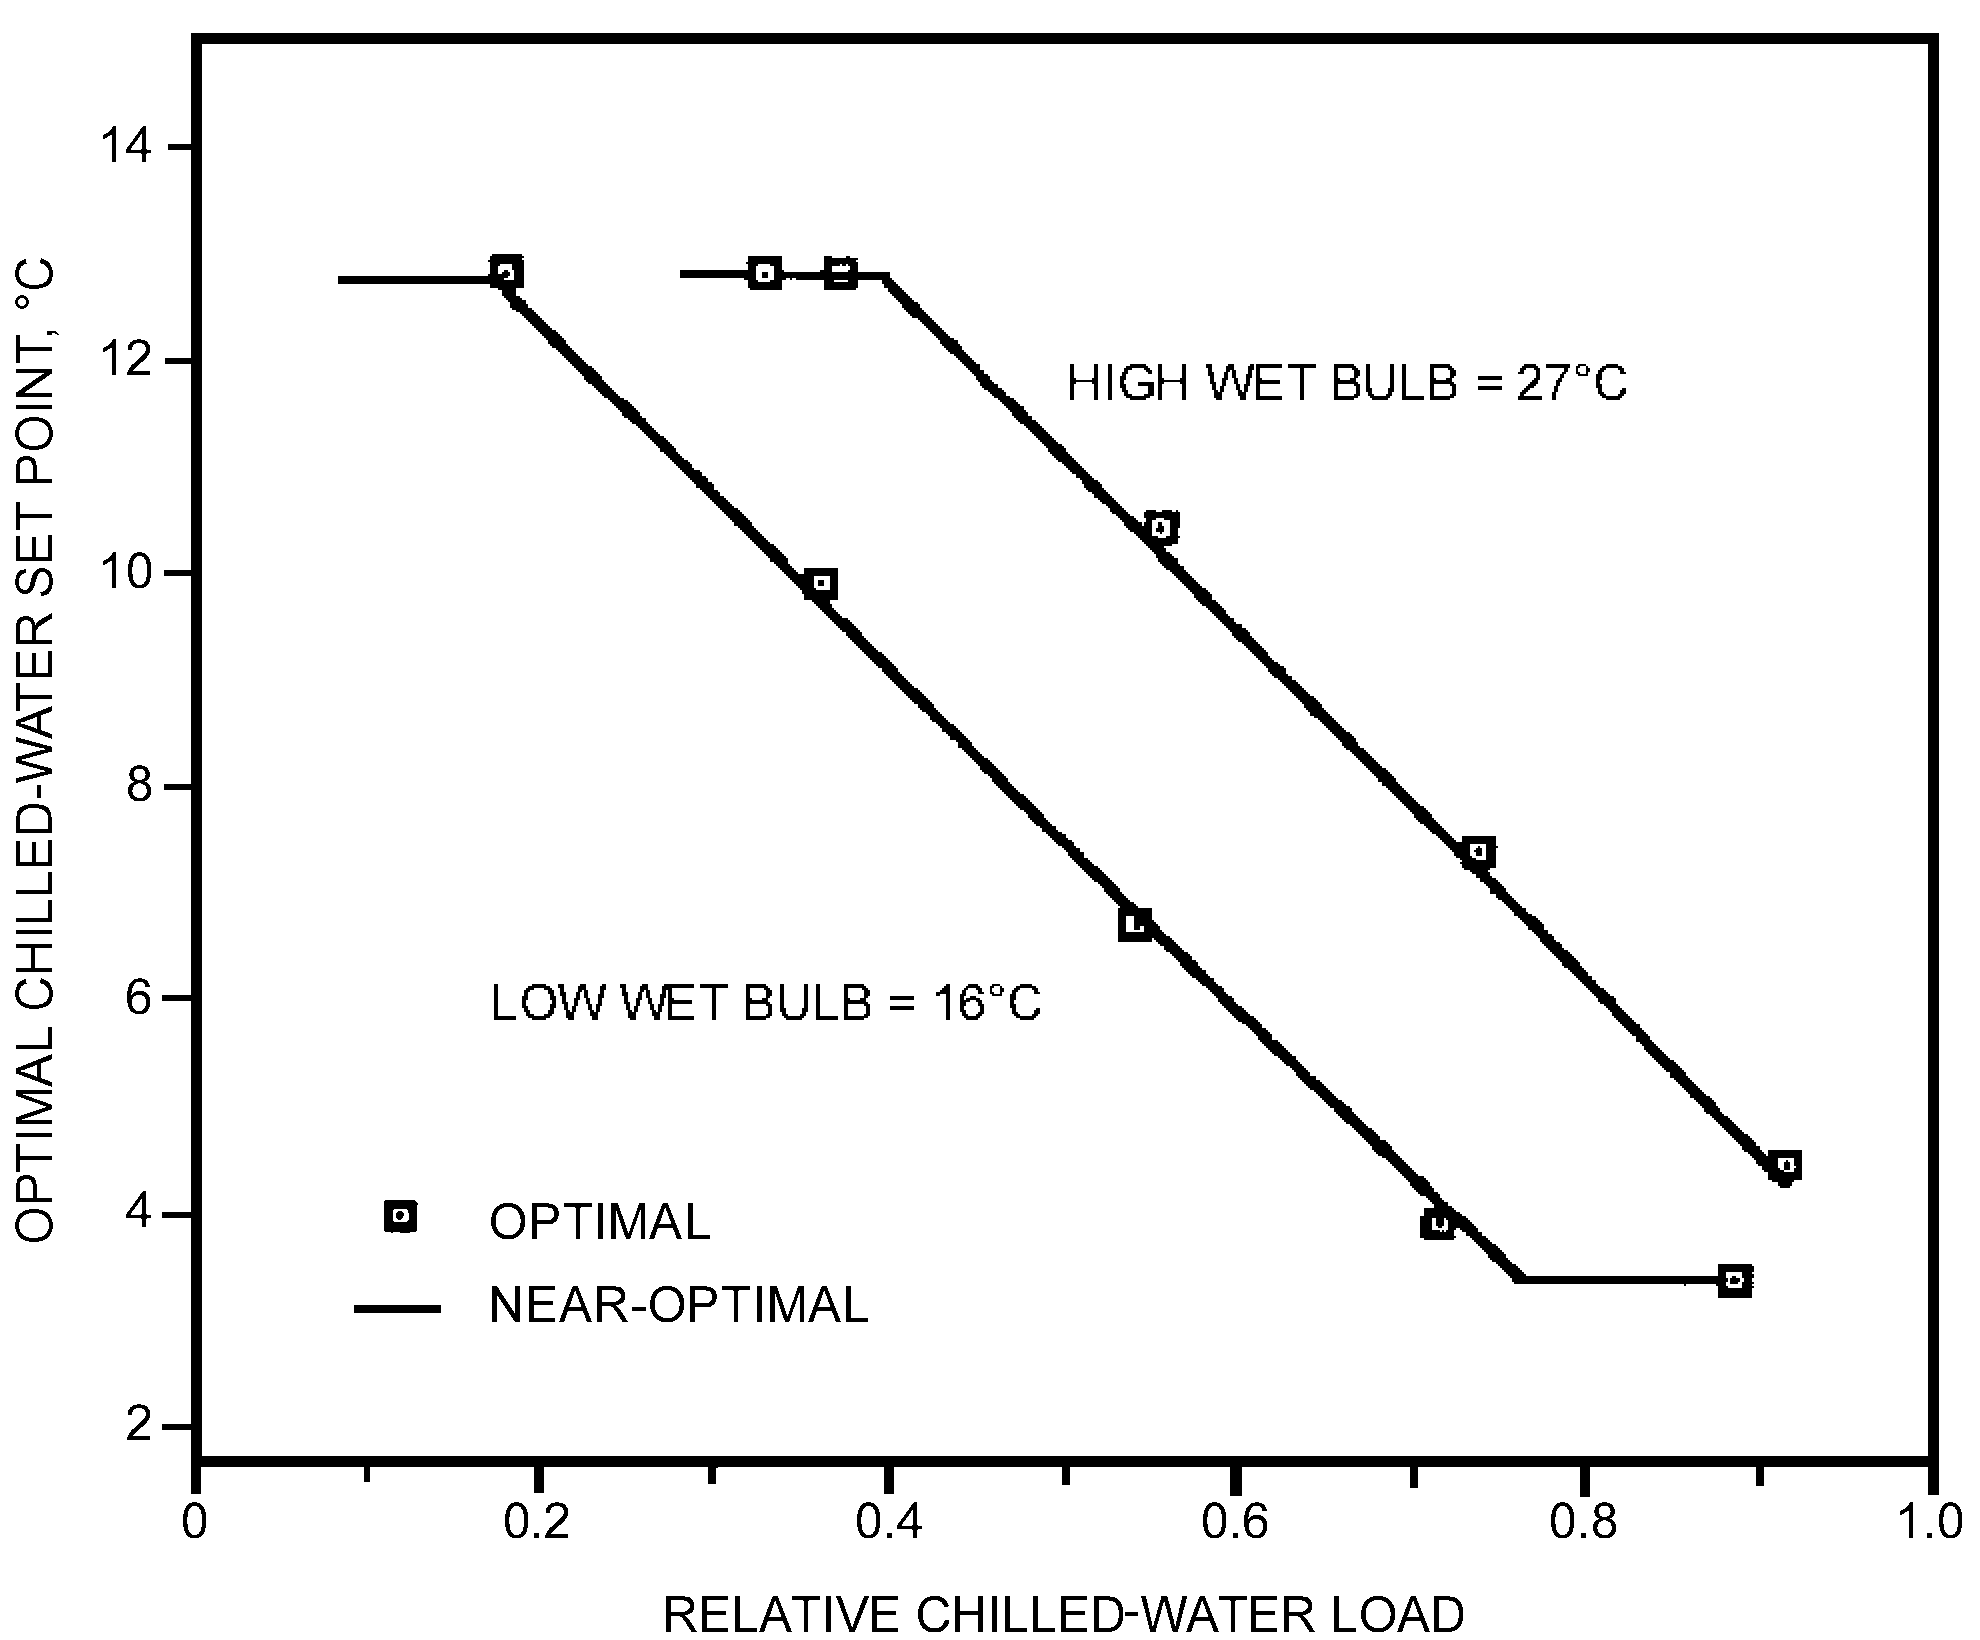 OPTIMAL CHILLED-WATER SET POINT, °C
14
12
10
8
6
4
2
HIGH WET BULB = 27°C
LOW WET BULB = 16°C
OPTIMAL
NEAR-OPTIMAL
0 0.2 0.4 0.6 0.8 1.0
RELATIVE CHILLED-WATER LOAD